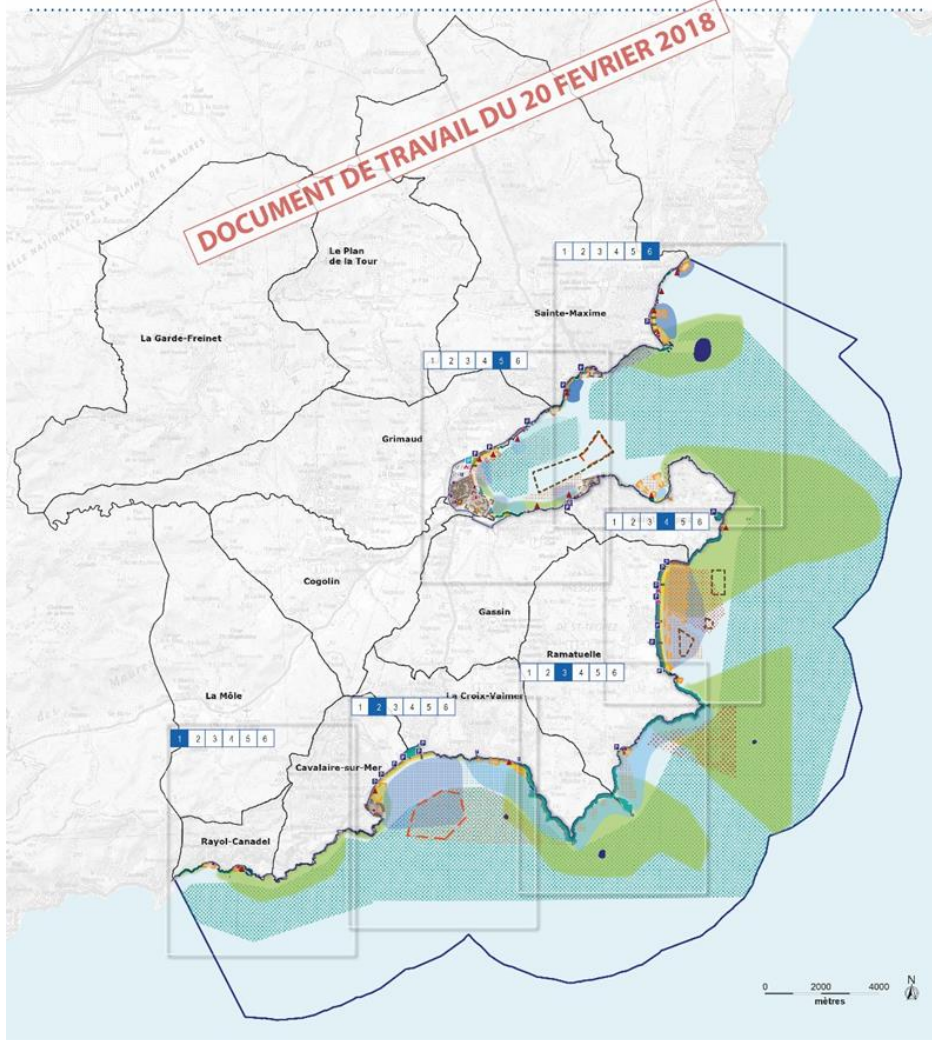 DOCUMENT DE TRAVAIL DU 20 FEVRIER 2018
Le Plan
de la Tour
1 2 3 4 5 6
Sainte-Maxime
La Garde-Freinet
1 2 3 4 5 6
Grimaud
1 2 3 4 5 6
Cogolin
Gassin
Ramatuelle
1 2 3 4 5 6
La Môle
La Croix-Valmer
1 2 3 4 5 6
1 2 3 4 5 6
Cavalaire-sur-Mer
Rayol-Canadel
0 2000 4000
mètres
N